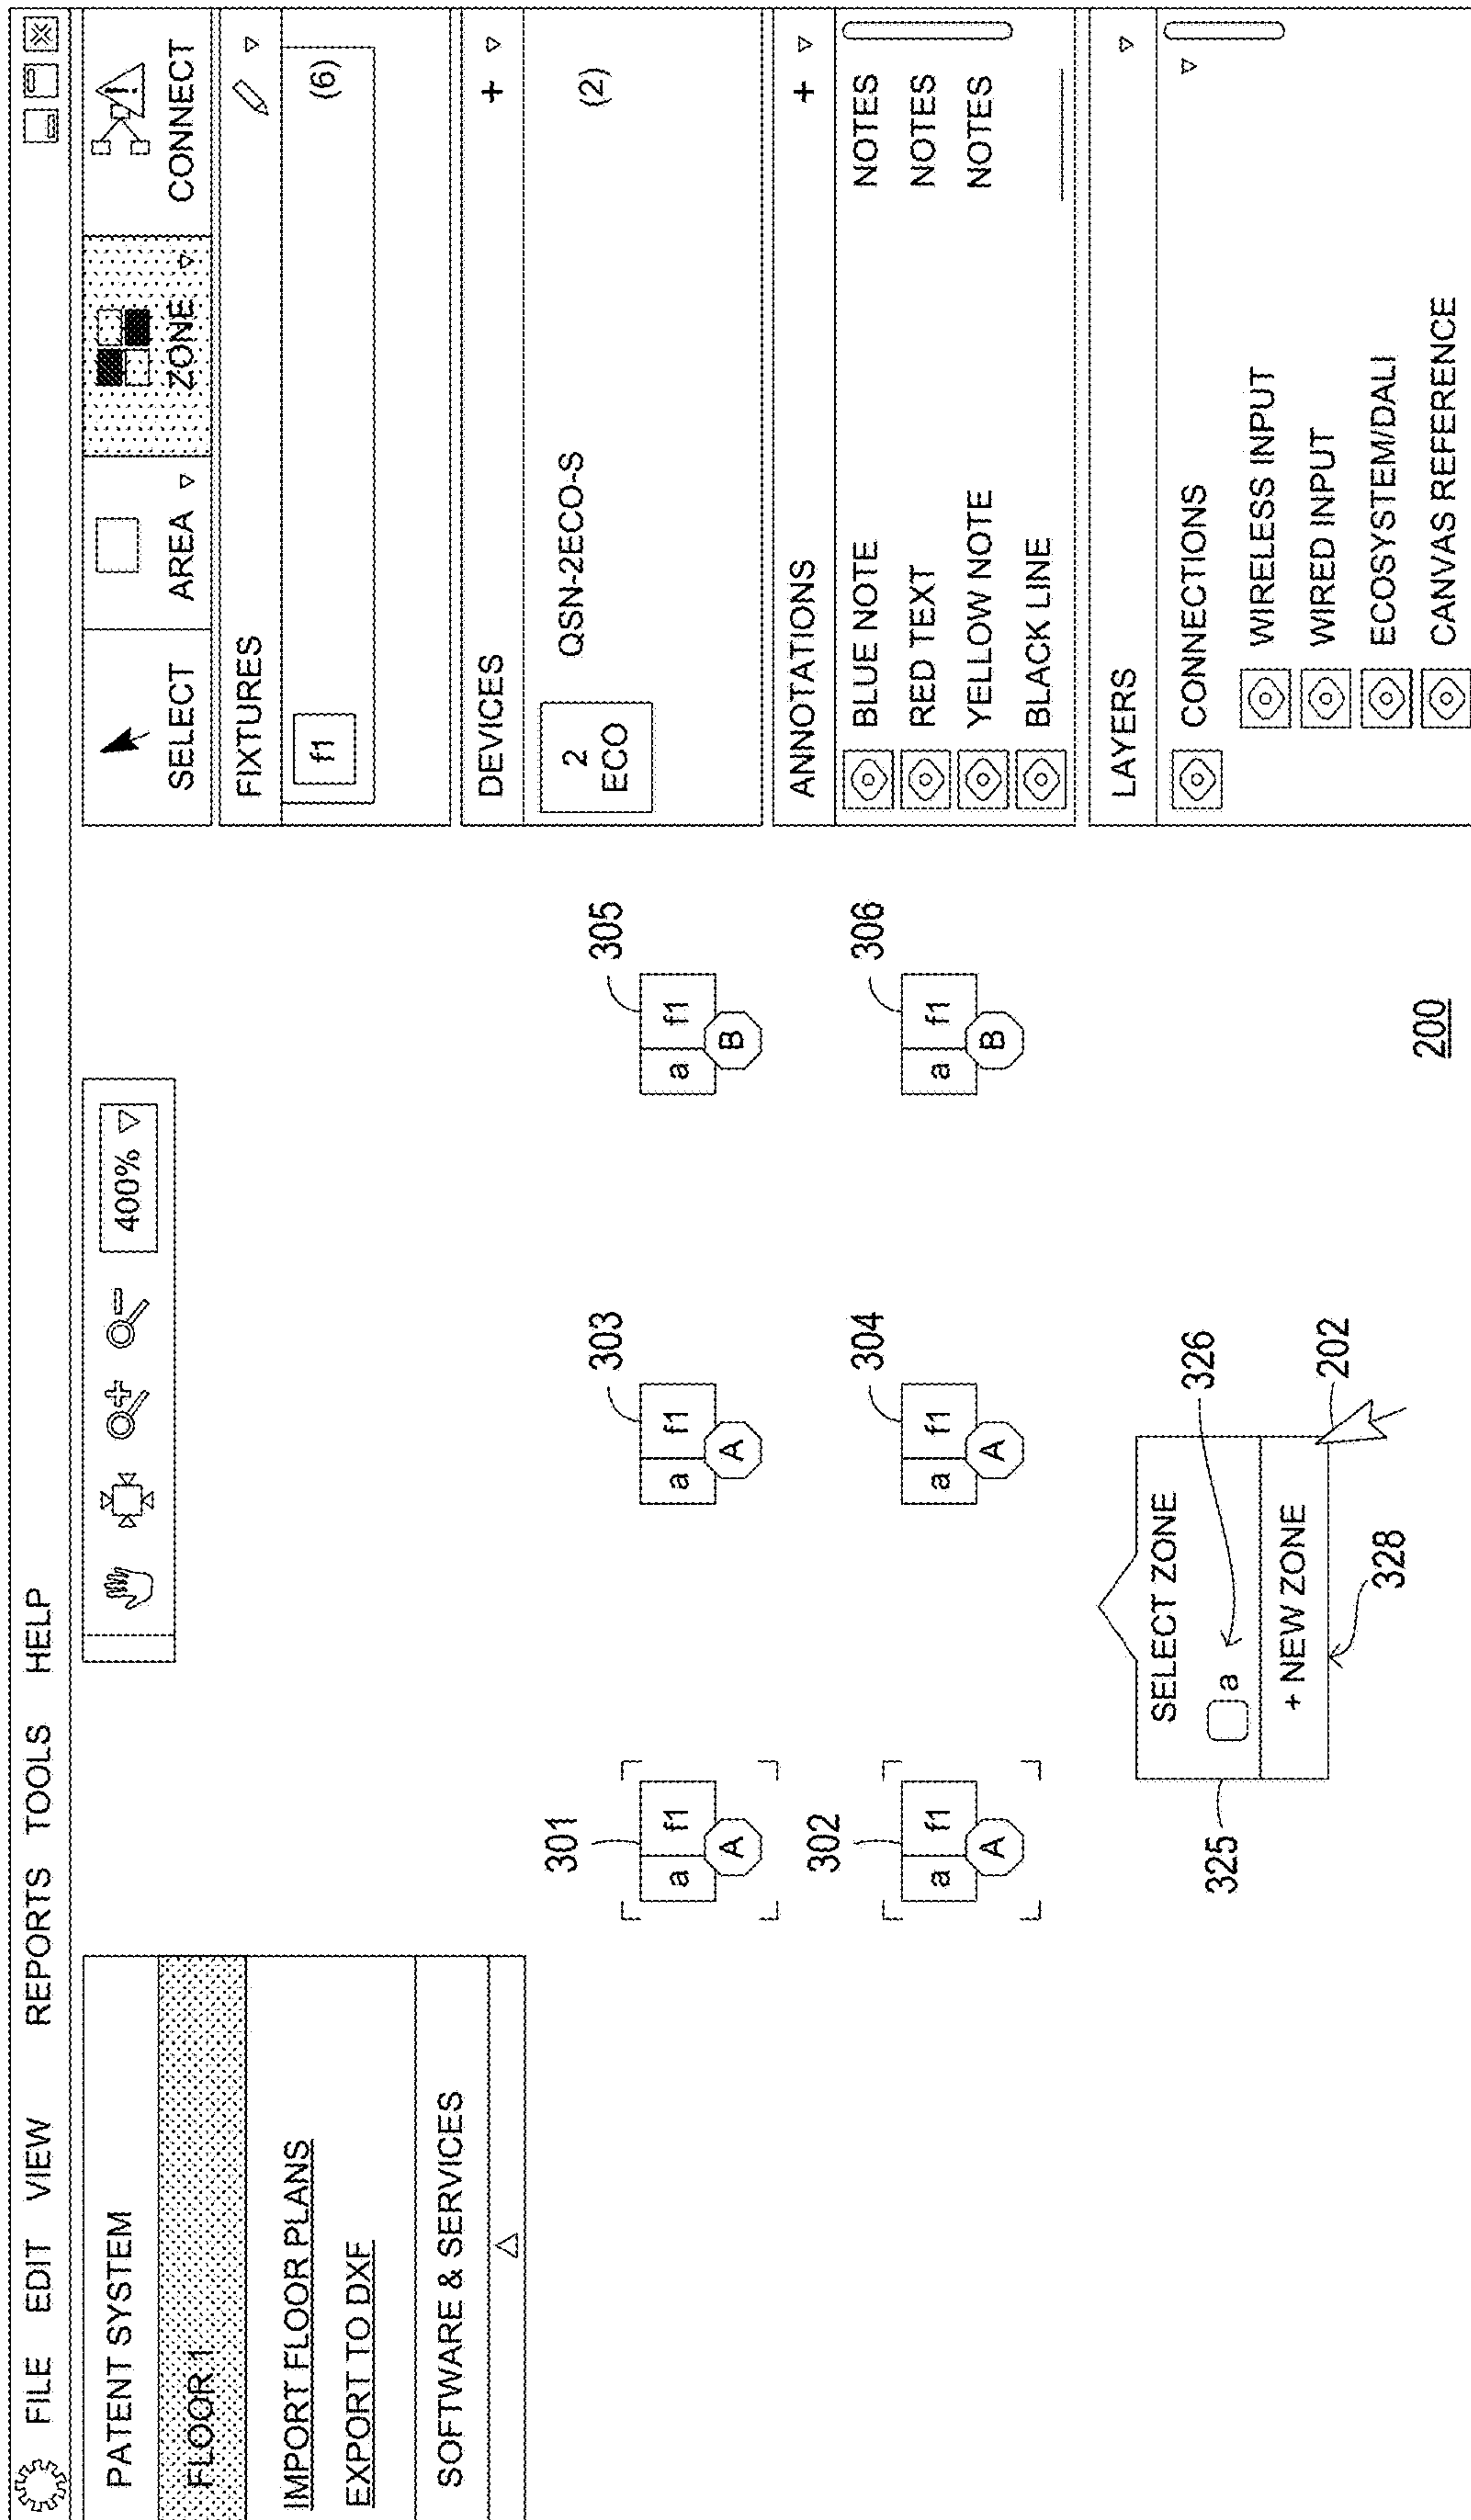 FILE EDIT VIEW REPORTS TOOLS HELP
PATENT SYSTEM
FLOOR 1
IMPORT FLOOR PLANS
EXPORT TO DXF
SOFTWARE & SERVICES
400%
SELECT AREA ZONE CONNECT
FIXTURES
f1 (6)
DEVICES +
2
ECO
QSN-2ECO-S (2)
ANNOTATIONS +
BLUE NOTE NOTES
RED TEXT NOTES
YELLOW NOTE NOTES
BLACK LINE
LAYERS
CONNECTIONS
WIRELESS INPUT
WIRED INPUT
ECOSYSTEM/DALI
CANVAS REFERENCE
301 303 305
a f1 a f1 a f1
A A B
302 304 306
a f1 a f1 a f1
A A B
SELECT ZONE
a
+ NEW ZONE
325
326
328
202
200